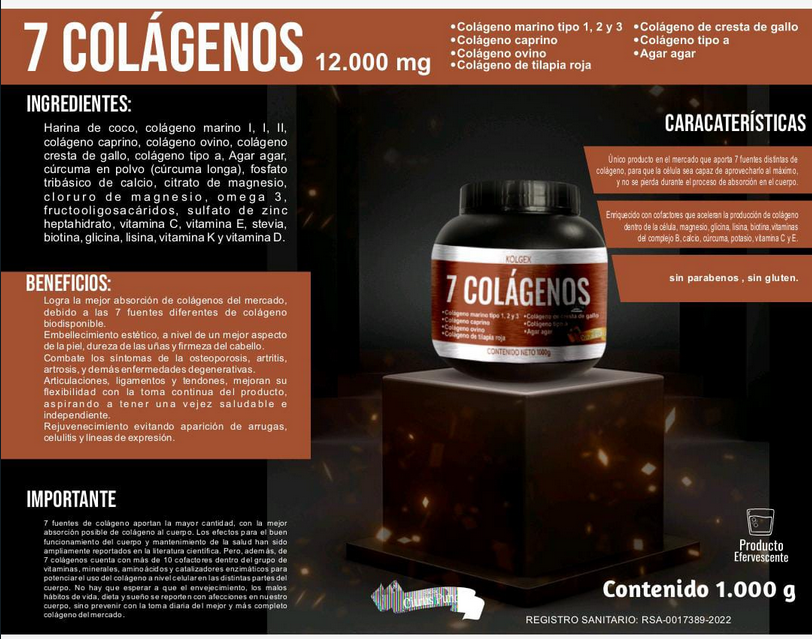 7 COLÁGENOS 12.000 mg
•Colágeno marino tipo 1, 2 y 3
•Colágeno caprino
•Colágeno ovino
•Colágeno de tilapia roja
•Colágeno de cresta de gallo
•Colágeno tipo a
•Agar agar
INGREDIENTES:
Harina de coco, colágeno marino I, I, II,
colágeno caprino, colágeno ovino, colágeno
cresta de gallo, colágeno tipo a, Agar agar,
cúrcuma en polvo (cúrcuma longa), fosfato
tribásico de calcio, citrato de magnesio,
cloruro de magnesio, omega 3,
fructooligosacáridos, sulfato de zinc
heptahidrato, vitamina C, vitamina E, stevia,
biotina, glicina, lisina, vitamina K y vitamina D.
BENEFICIOS:
Logra la mejor absorción de colágenos del mercado,
debido a las 7 fuentes diferentes de colágeno
biodisponible.
Embellecimiento estético, a nivel de un mejor aspecto
de la piel, dureza de las uñas y firmeza del cabello.
Combate los síntomas de la osteoporosis, artritis,
artrosis, y demás enfermedades degenerativas.
Articulaciones, ligamentos y tendones, mejoran su
flexibilidad con la toma continua del producto,
aspirando a tener una vejez saludable e
independiente.
Rejuvenecimiento evitando aparición de arrugas,
celulitis y líneas de expresión.
IMPORTANTE
7 fuentes de colágeno aportan la mayor cantidad, con la mejor
absorción posible de colágeno al cuerpo. Los efectos para el buen
funcionamiento del cuerpo y mantenimiento de la salud han sido
ampliamente reportados en la literatura científica. Pero, además, de
7 colágenos cuenta con más de 10 cofactores dentro del grupo de
vitaminas, minerales, aminoácidos y catalizadores enzimáticos para
potenciar el uso del colágeno a nivel celular en las distintas partes del
cuerpo. No hay que esperar a que el envejecimiento, los malos
hábitos de vida, dieta y sueño se reporten con afecciones en nuestro
cuerpo, sino prevenir con la toma diaria del mejor y más completo
colágeno del mercado.
CARACATERÍSTICAS
Único producto en el mercado que aporta 7 fuentes distintas de
colágeno, para que la célula sea capaz de aprovecharlo al máximo,
y no se pierda durante el proceso de absorción en el cuerpo.
Enriquecido con cofactores que aceleran la producción de colágeno
dentro de la célula, magnesio, glicina, lisina, biotina, vitaminas
del complejo B, calcio, cúrcuma, potasio, vitamina C y E.
sin parabenos , sin gluten.
KOLGEX
7 COLÁGENOS
•Colágeno marino tipo 1, 2 y 3
•Colágeno caprino
•Colágeno ovino
•Colágeno de tilapia roja
•Colágeno de cresta de gallo
•Colágeno tipo a
•Agar agar
CONTENIDO NETO 1000g
Producto
Efervescente
Contenido 1.000 g
REGISTRO SANITARIO: RSA-0017389-2022